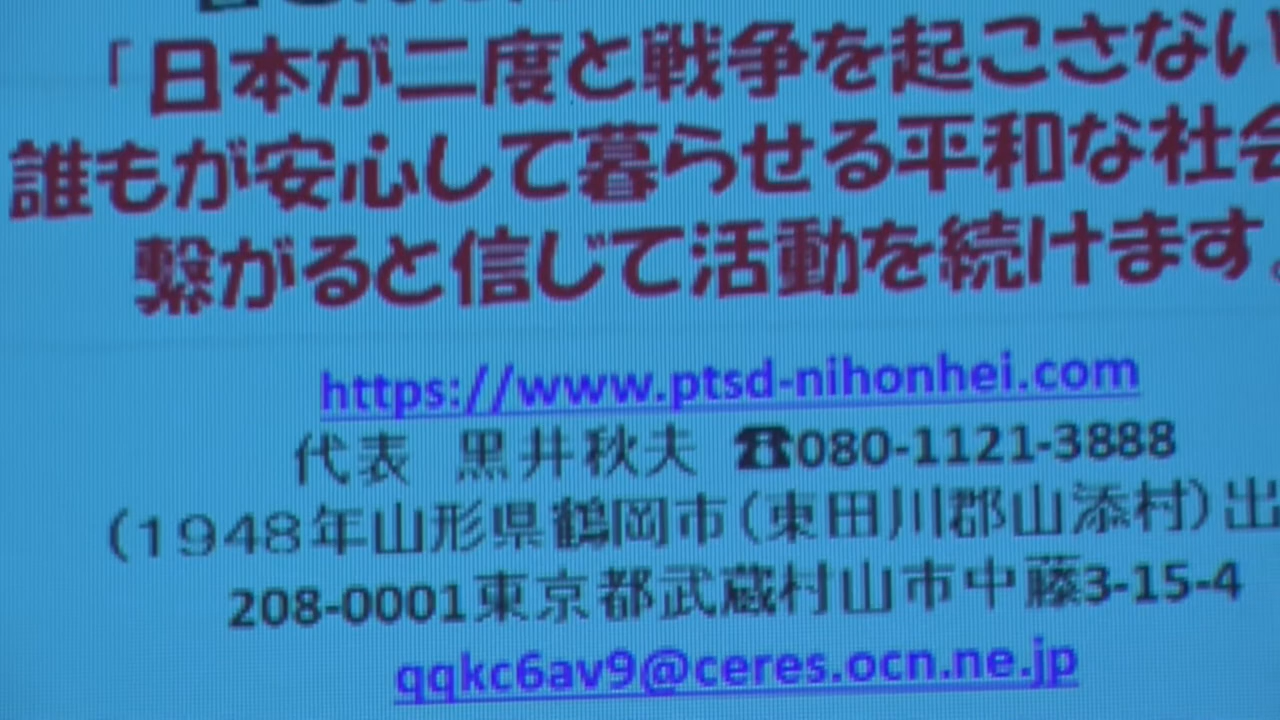 「日本が二度と戦争を起こさない
誰もが安心して暮らせる平和な社会
繋がると信じて活動を続けます。
https://www.ptsd-nihonhei.com
代表　黒井秋夫　☎080-1121-3888
（1948年山形県鶴岡市（東田川郡山添村）出
208-0001東京都武蔵村山市中藤3-15-4
qqkc6av9@ceres.ocn.ne.jp